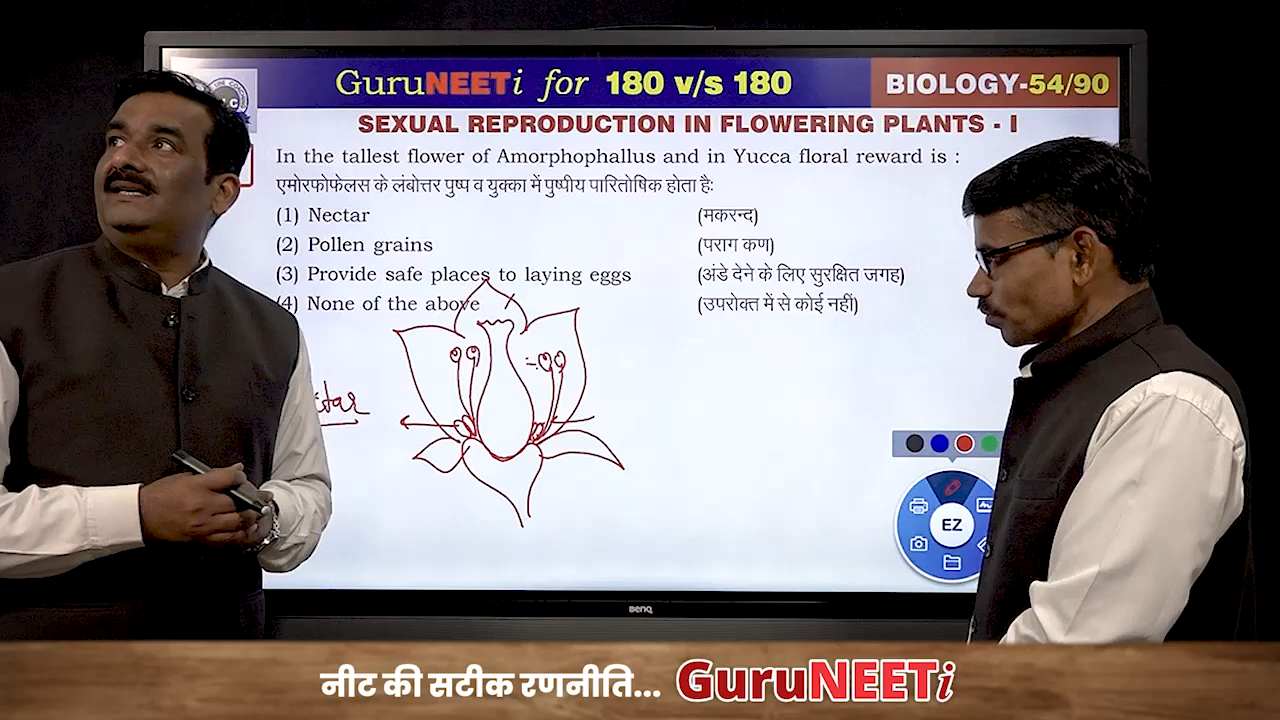 GuruNEETi for 180 v/s 180
BIOLOGY-54/90
SEXUAL REPRODUCTION IN FLOWERING PLANTS - I
In the tallest flower of Amorphophallus and in Yucca floral reward is :
एमोरफोफेलस के लंबोत्तर पुष्प व युक्का में पुष्पीय पारितोषिक होता है:
(1) Nectar (मकरन्द)
(2) Pollen grains (पराग कण)
(3) Provide safe places to laying eggs (अंडे देने के लिए सुरक्षित जगह)
(4) None of the above (उपरोक्त में से कोई नहीं)
EZ
BenQ
नीट की सटीक रणनीति... GuruNEETi